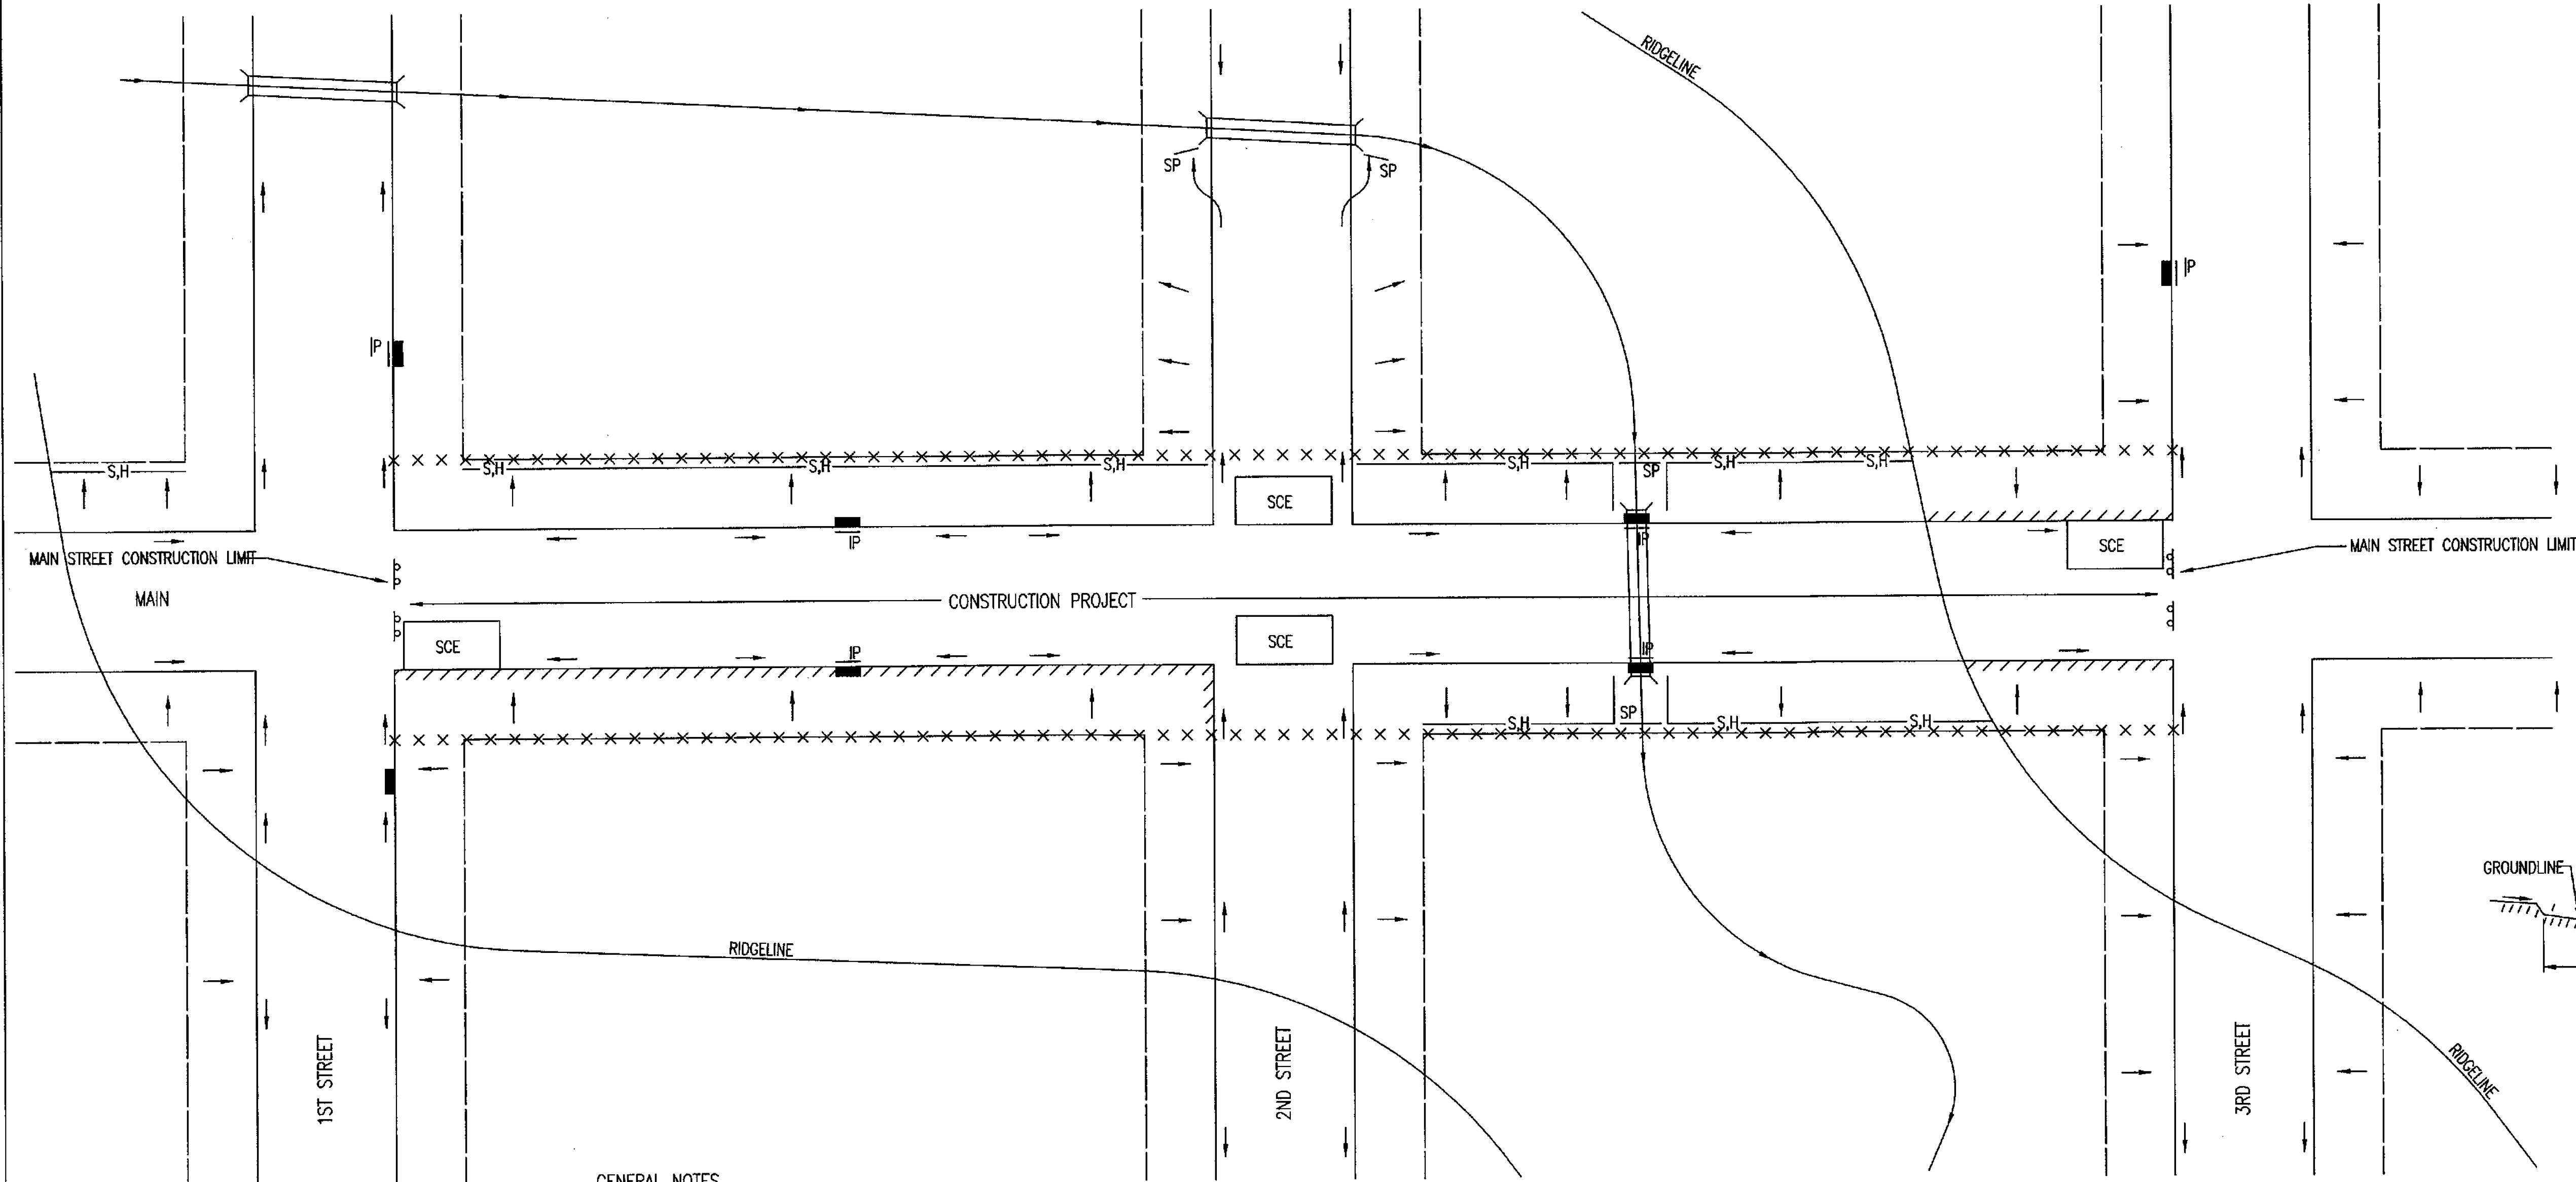 RIDGELINE
SP
SP
IP
IP
S,H
S,H
S,H
S,H
S,H
SP
S,H
S,H
SCE
IP
IP
SCE
MAIN STREET CONSTRUCTION LIMIT
MAIN STREET CONSTRUCTION LIMIT
MAIN
CONSTRUCTION PROJECT
SCE
SCE
IP
IP
S,H
SP
S,H
S,H
GROUNDLINE
RIDGELINE
1ST STREET
2ND STREET
3RD STREET
RIDGELINE
GENERAL NOTES